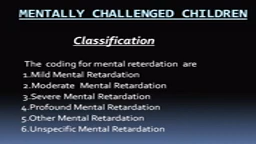 MENTALLY CHALLENGED CHILDREN
Classification
The coding for mental reterdation are
1.Mild Mental Retardation
2.Moderate Mental Retardation
3.Severe Mental Retardation
4.Profound Mental Retardation
5.Other Mental Retardation
6.Unspecific Mental Retardation